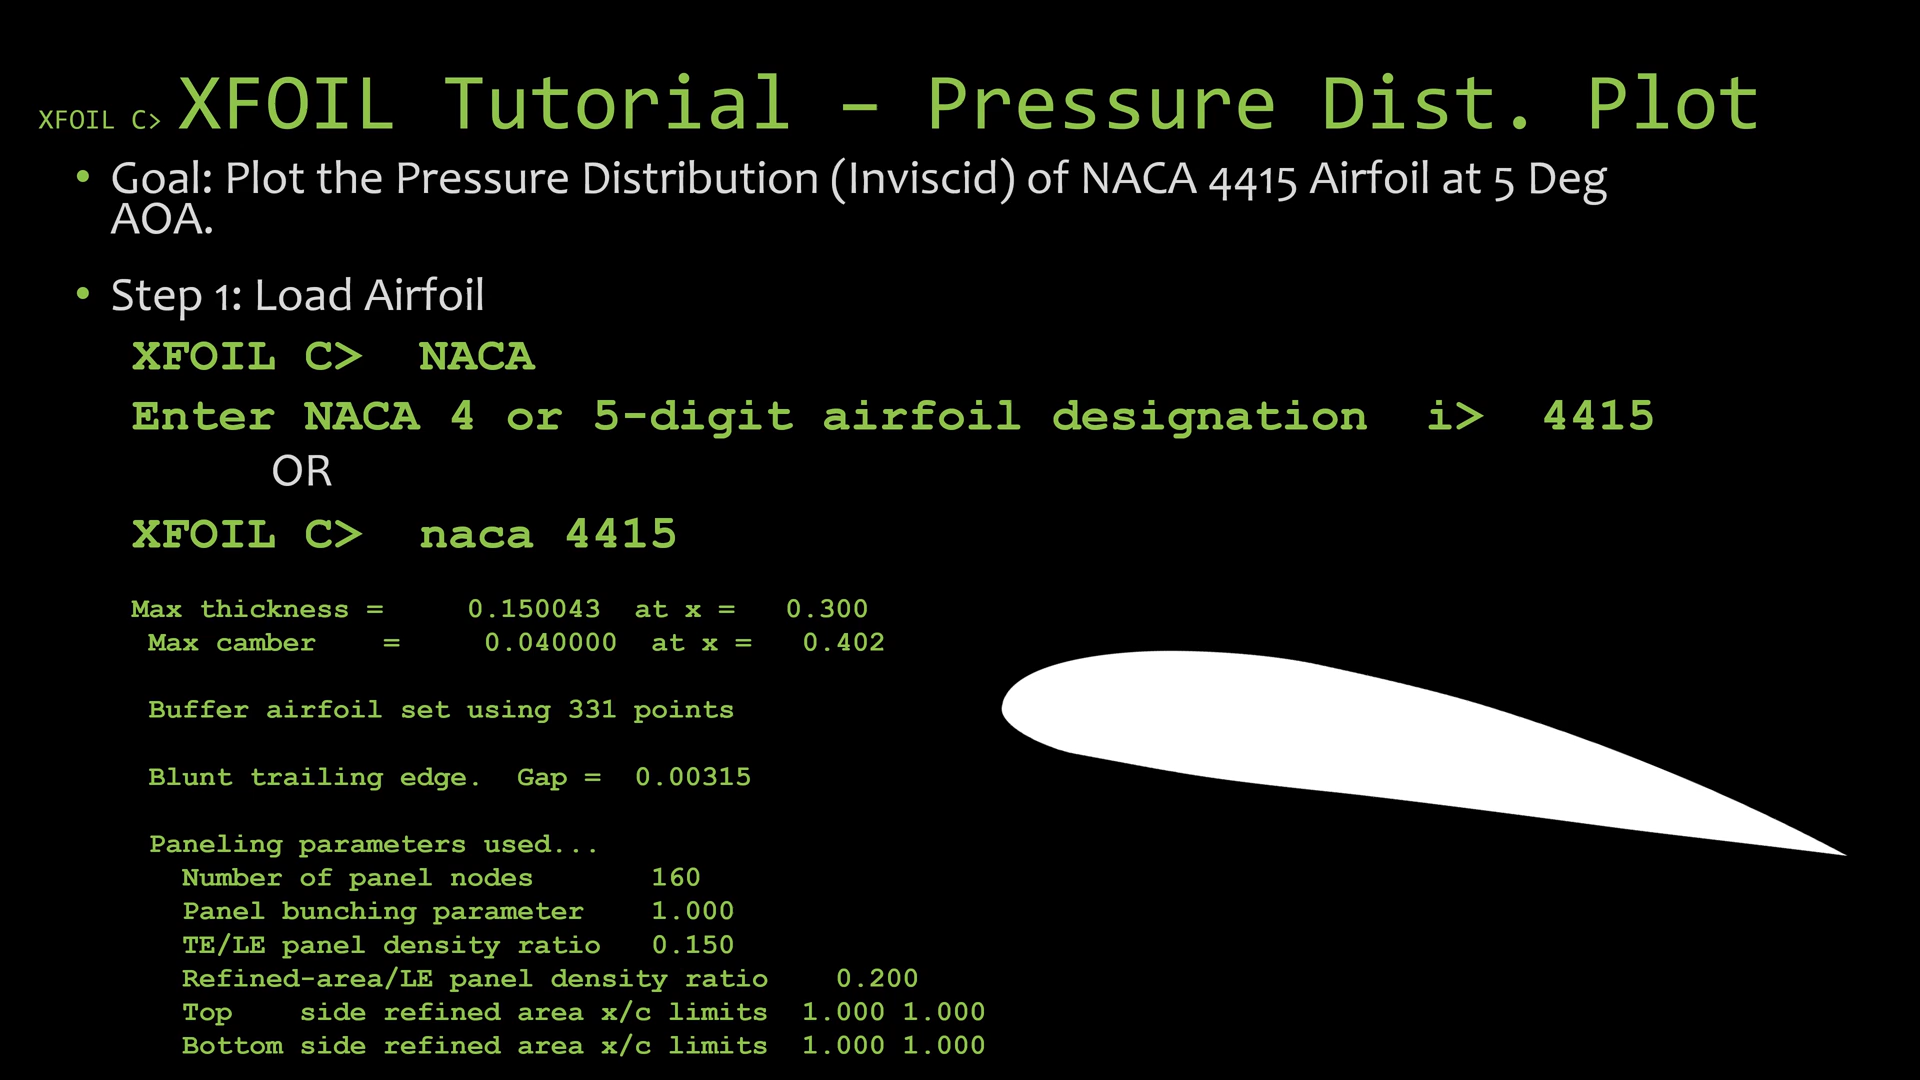 XFOIL C> XFOIL Tutorial – Pressure Dist. Plot
• Goal: Plot the Pressure Distribution (Inviscid) of NACA 4415 Airfoil at 5 Deg
AOA.
• Step 1: Load Airfoil
XFOIL C>  NACA
Enter NACA 4 or 5-digit airfoil designation  i>  4415
OR
XFOIL C>  naca 4415
Max thickness =     0.150043  at x =   0.300
Max camber    =     0.040000  at x =   0.402
Buffer airfoil set using 331 points
Blunt trailing edge.  Gap =  0.00315
Paneling parameters used...
Number of panel nodes       160
Panel bunching parameter    1.000
TE/LE panel density ratio   0.150
Refined-area/LE panel density ratio    0.200
Top    side refined area x/c limits  1.000 1.000
Bottom side refined area x/c limits  1.000 1.000